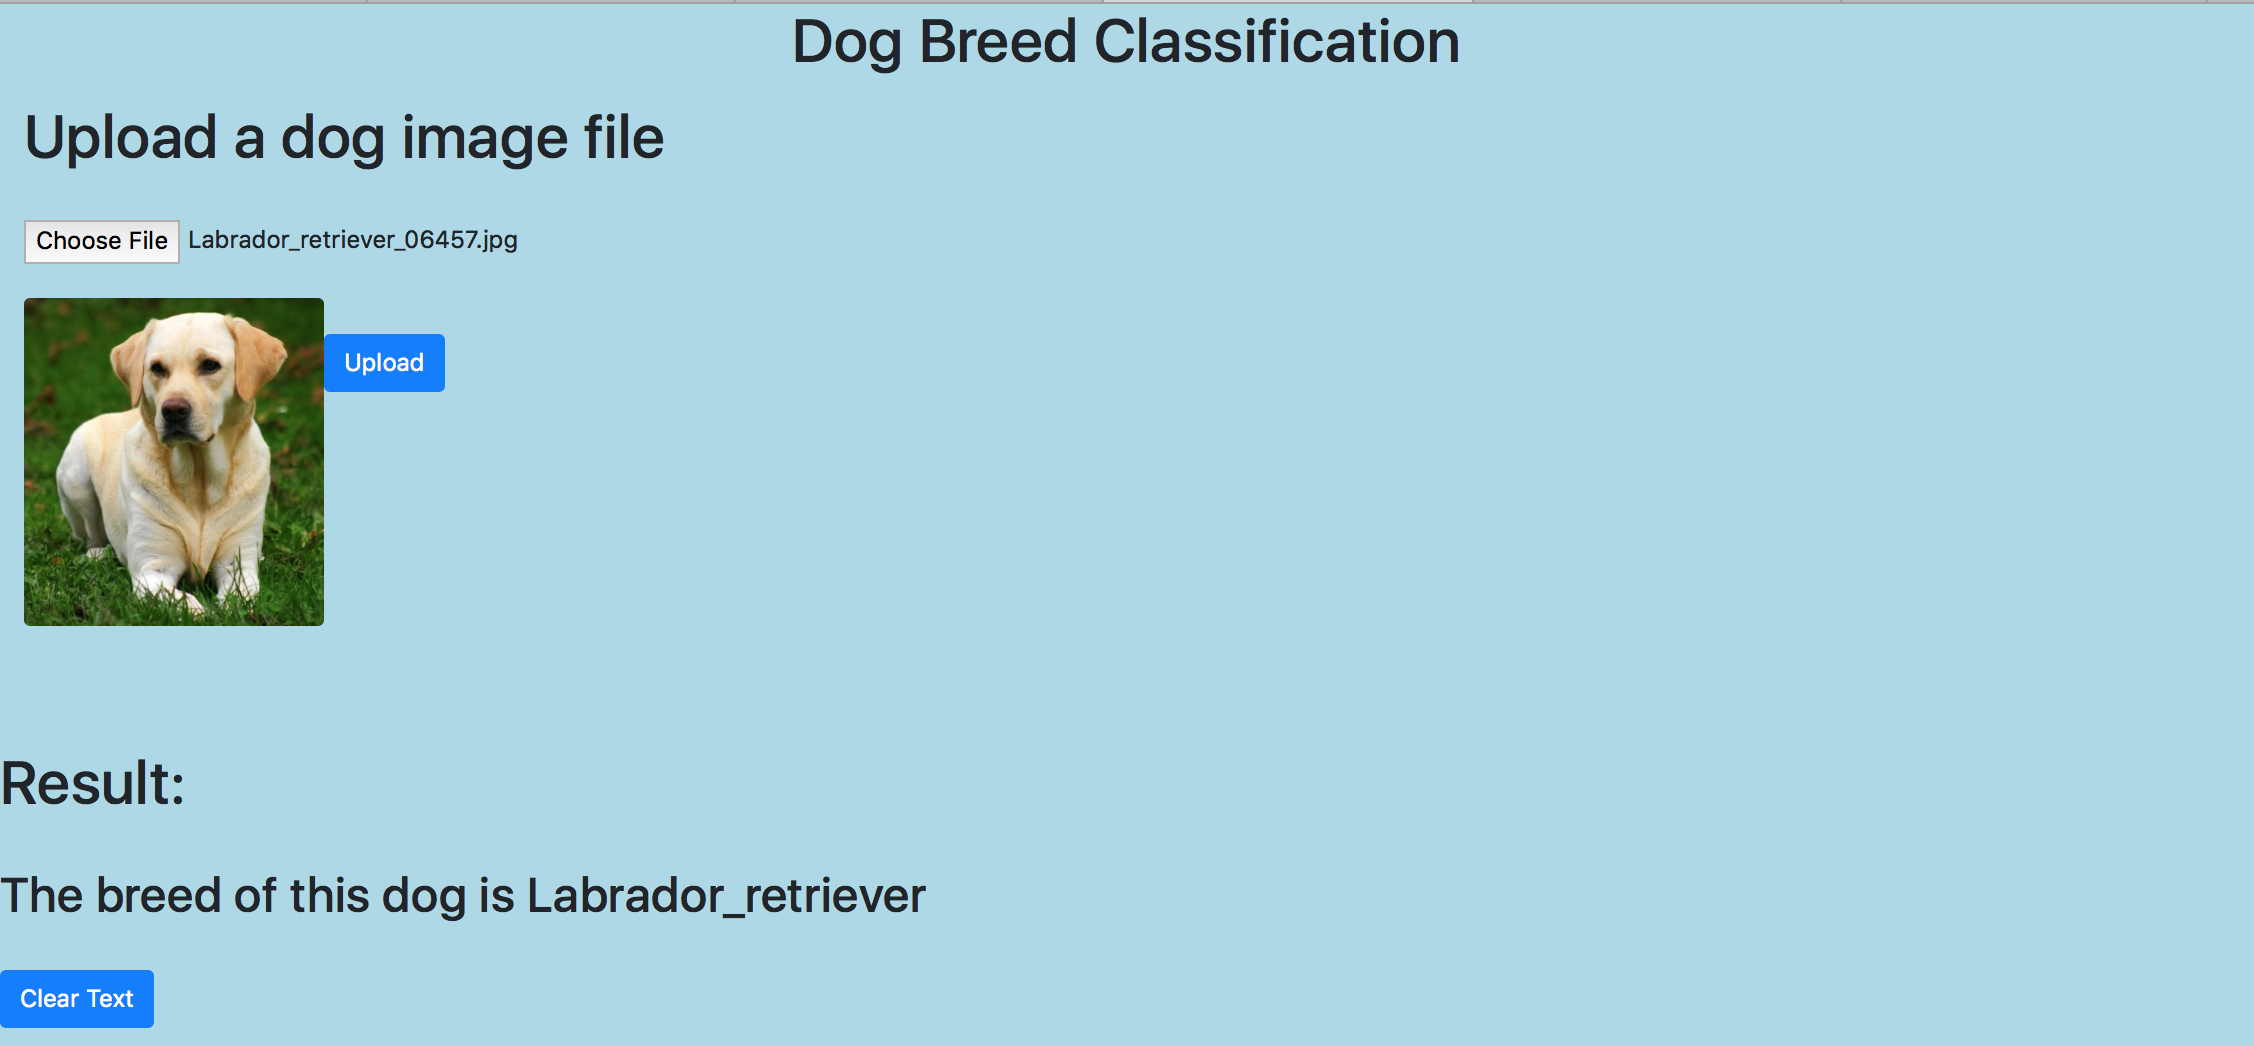 Dog Breed Classification
Upload a dog image file
Choose File Labrador_retriever_06457.jpg
Upload
Result:
The breed of this dog is Labrador_retriever
Clear Text